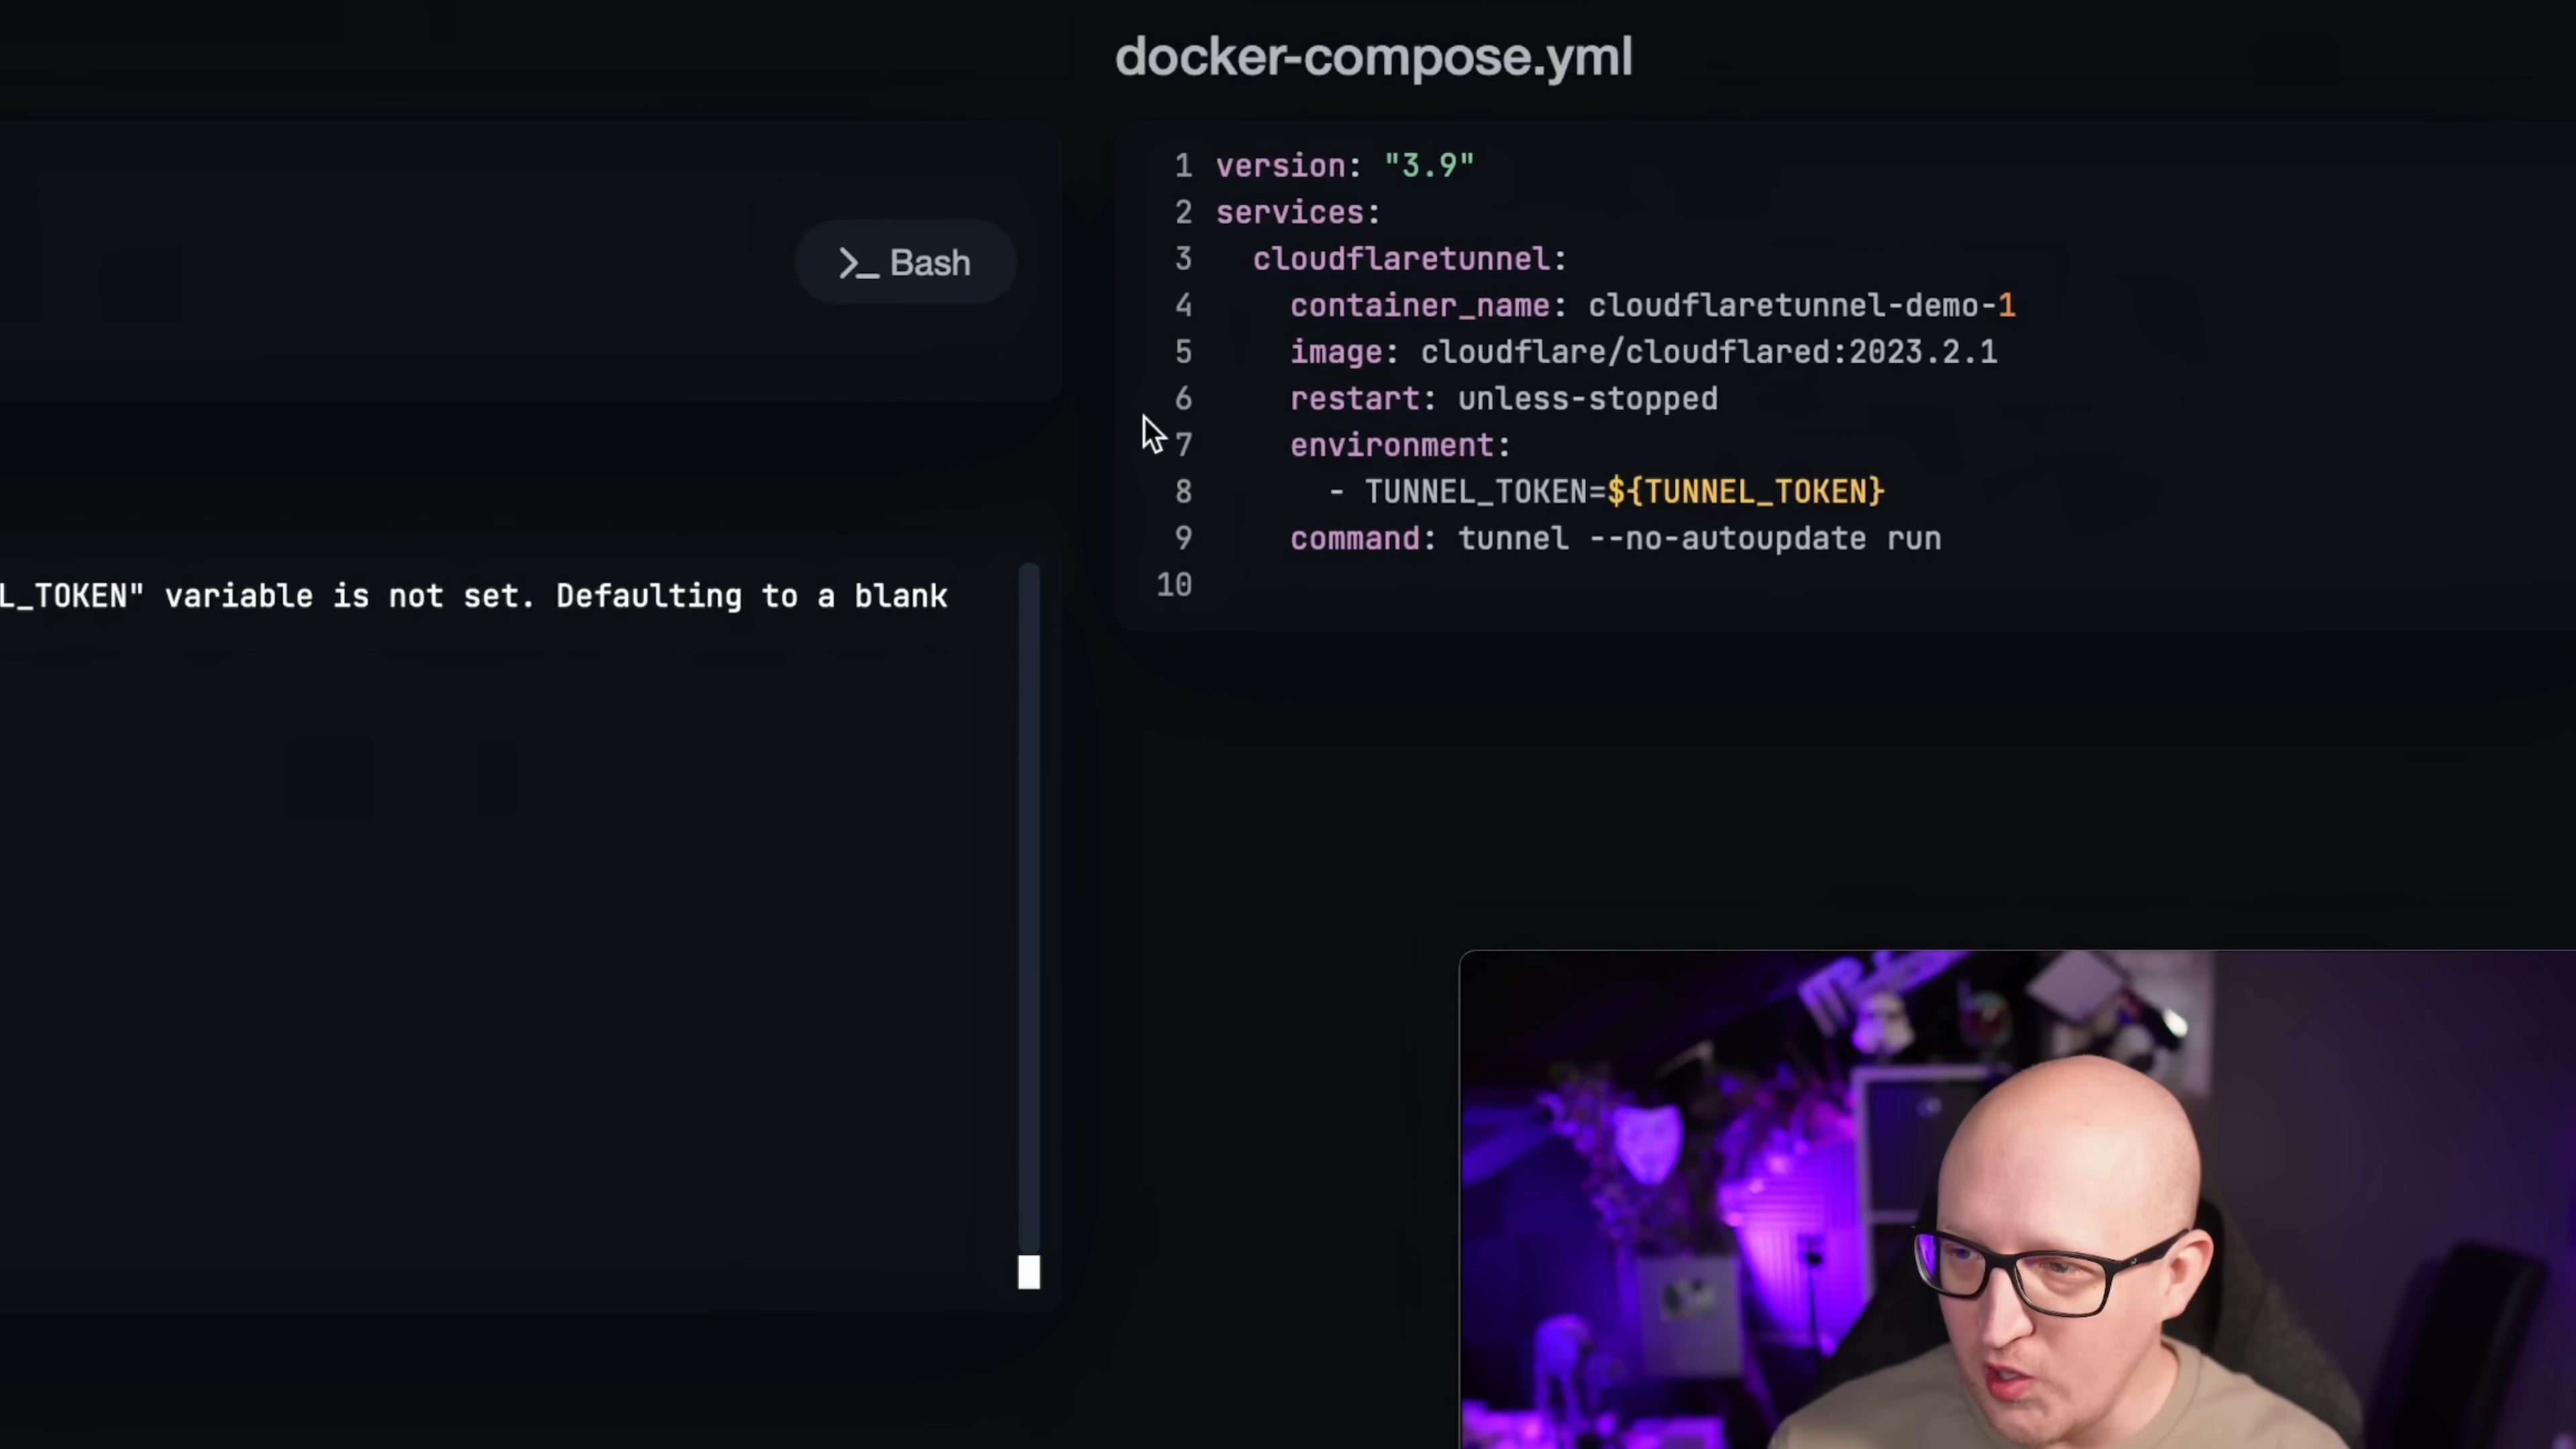 docker-compose.yml
>_ Bash
L_TOKEN" variable is not set. Defaulting to a blank
1 version: "3.9"
2 services:
3 cloudflaretunnel:
4 container_name: cloudflaretunnel-demo-1
5 image: cloudflare/cloudflared:2023.2.1
6 restart: unless-stopped
7 environment:
8 - TUNNEL_TOKEN=${TUNNEL_TOKEN}
9 command: tunnel --no-autoupdate run
10